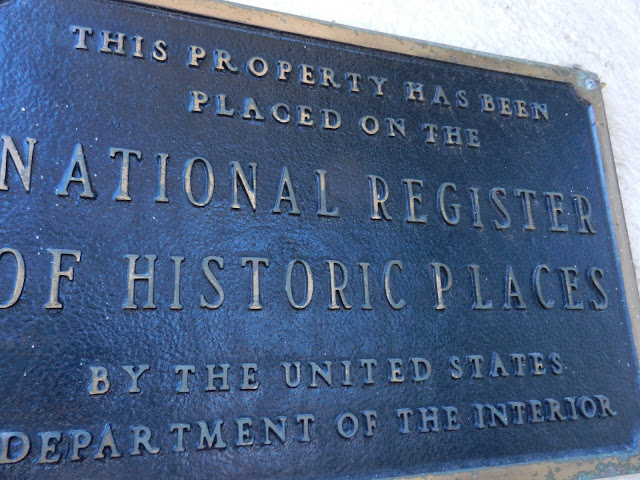 THIS PROPERTY HAS BEEN
PLACED ON THE
NATIONAL REGISTER
OF HISTORIC PLACES
BY THE UNITED STATES
DEPARTMENT OF THE INTERIOR